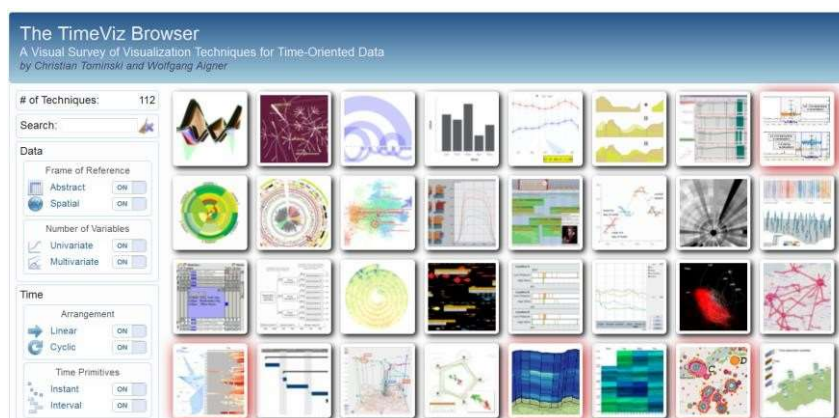 The TimeViz Browser
A Visual Survey of Visualization Techniques for Time-Oriented Data
by Christian Tominski and Wolfgang Aigner
# of Techniques: 112
Search:
Data
Frame of Reference
Abstract ON
Spatial ON
Number of Variables
Univariate ON
Multivariate ON
Time
Arrangement
Linear ON
Cyclic ON
Time Primitives
Instant ON
Interval ON